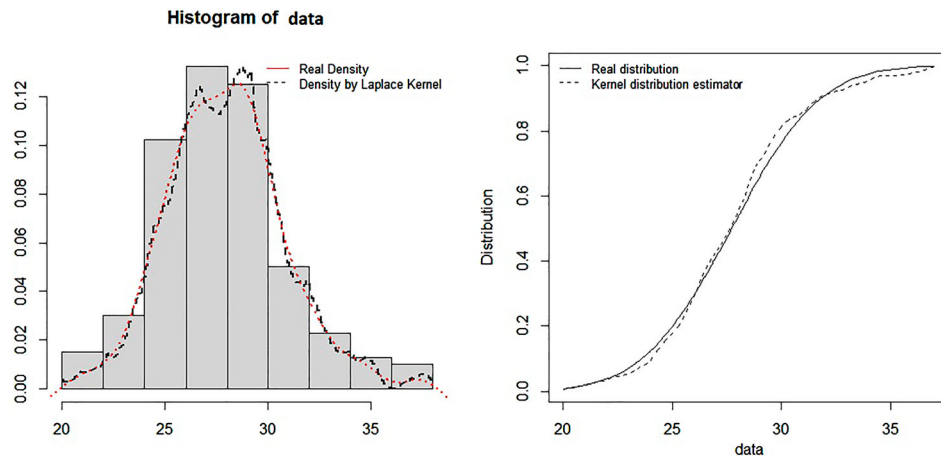 Histogram of data
Real Density
Density by Laplace Kernel
0.12
0.10
0.08
0.06
0.04
0.02
0.00
20 25 30 35
Real distribution
Kernel distribution estimator
Distribution
1.0
0.8
0.6
0.4
0.2
0.0
20 25 30 35
data